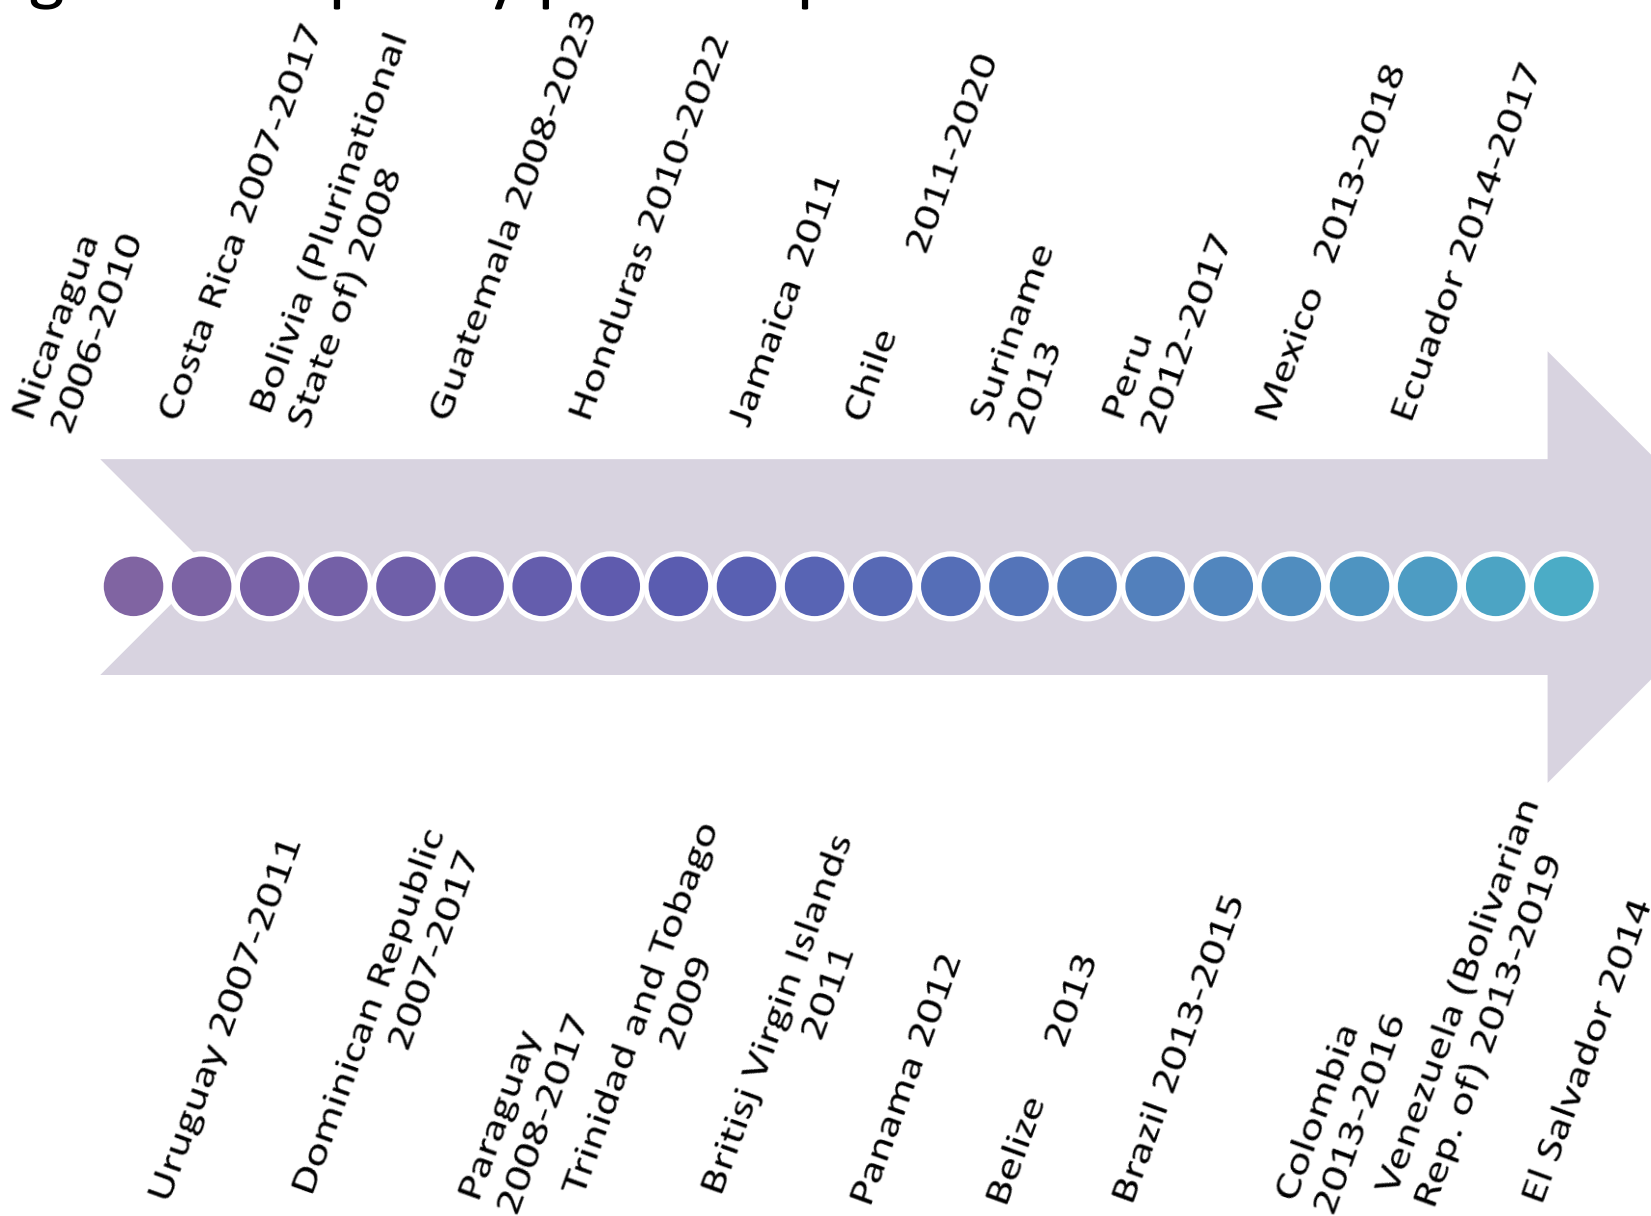 Nicaragua
2006-2010
Costa Rica 2007-2017
Bolivia (Plurinational
State of) 2008
Guatemala 2008-2023
Honduras 2010-2022
Jamaica 2011
Chile 2011-2020
Suriname
2013
Peru
2012-2017
Mexico 2013-2018
Ecuador 2014-2017
Uruguay 2007-2011
Dominican Republic
2007-2017
Paraguay
2008-2017
Trinidad and Tobago
2009
Britisj Virgin Islands
2011
Panama 2012
Belize 2013
Brazil 2013-2015
Colombia
2013-2016
Venezuela (Bolivarian
Rep. of) 2013-2019
El Salvador 2014